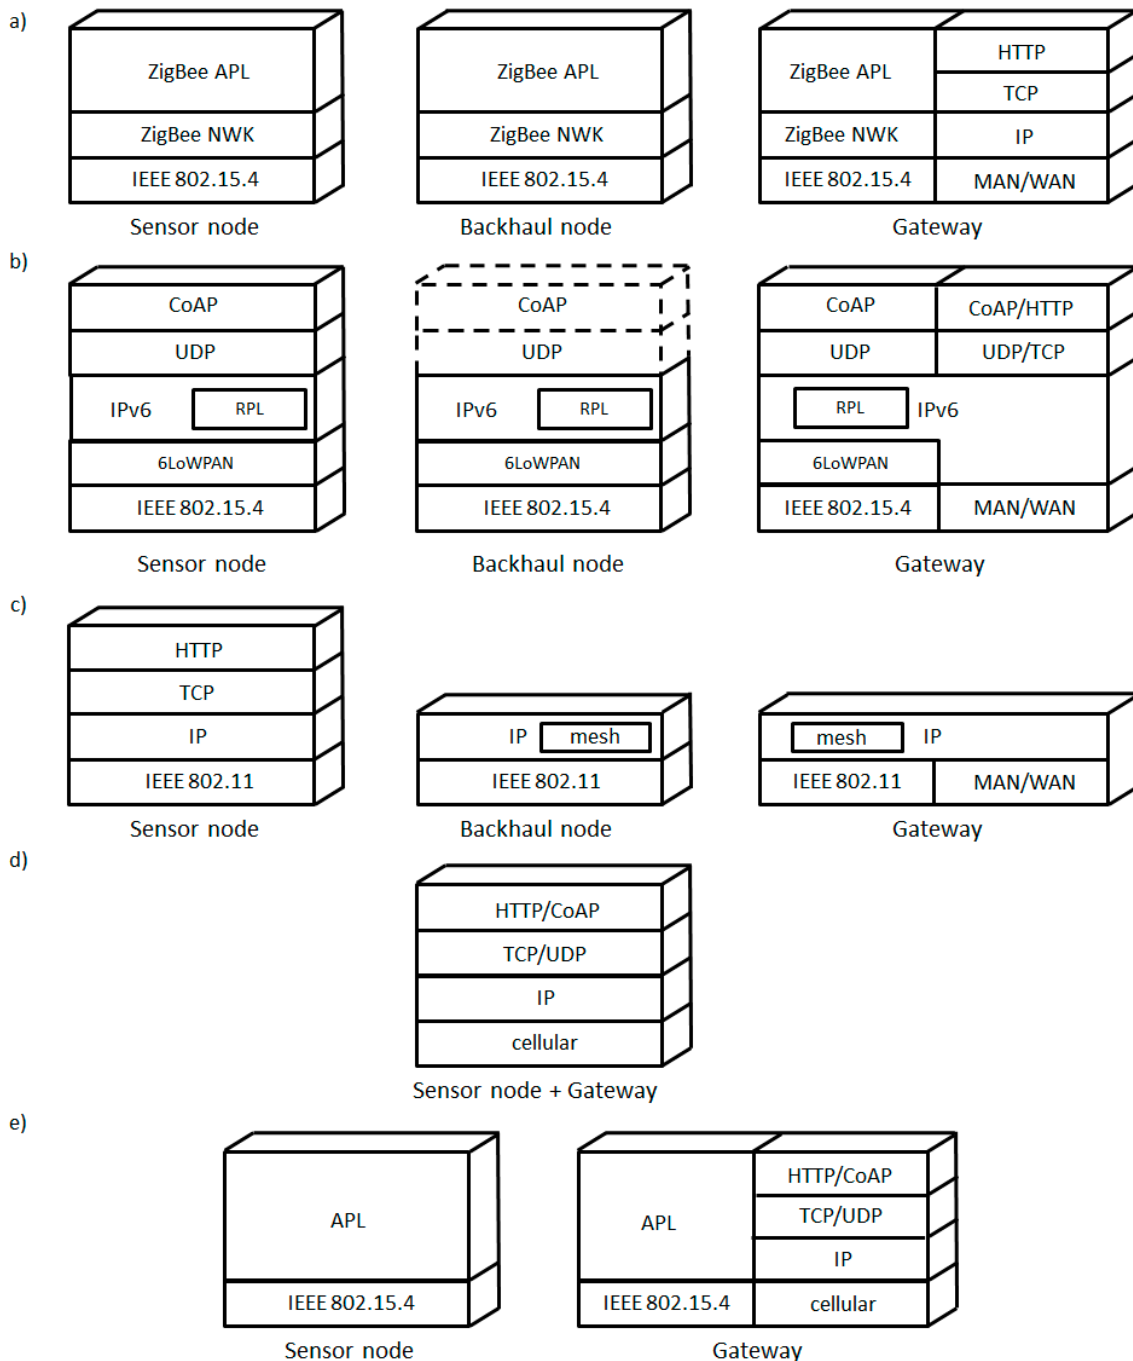 a)
ZigBee APL
ZigBee NWK
IEEE 802.15.4
Sensor node
ZigBee APL
ZigBee NWK
IEEE 802.15.4
Backhaul node
ZigBee APL
ZigBee NWK
IEEE 802.15.4
HTTP
TCP
IP
MAN/WAN
Gateway
b)
CoAP
UDP
IPv6 RPL
6LoWPAN
IEEE 802.15.4
Sensor node
CoAP
UDP
IPv6 RPL
6LoWPAN
IEEE 802.15.4
Backhaul node
CoAP CoAP/HTTP
UDP UDP/TCP
RPL IPv6
6LoWPAN
IEEE 802.15.4 MAN/WAN
Gateway
c)
HTTP
TCP
IP
IEEE 802.11
Sensor node
IP mesh
IEEE 802.11
Backhaul node
mesh IP
IEEE 802.11 MAN/WAN
Gateway
d)
HTTP/CoAP
TCP/UDP
IP
cellular
Sensor node + Gateway
e)
APL
IEEE 802.15.4
Sensor node
APL
IEEE 802.15.4
HTTP/CoAP
TCP/UDP
IP
cellular
Gateway